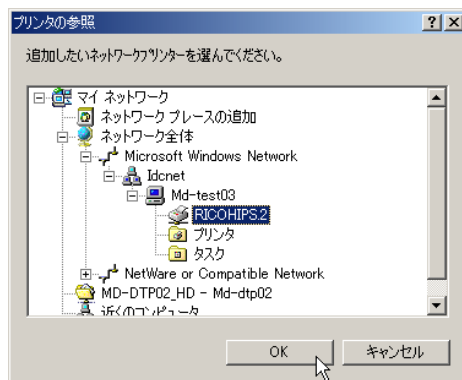 プリンタの参照
追加したいネットワークプリンターを選んでください。
マイ ネットワーク
ネットワーク プレースの追加
ネットワーク全体
Microsoft Windows Network
Idcnet
Md-test03
RICOHIPS.2
プリンタ
タスク
NetWare or Compatible Network
MD-DTP02_HD - Md-dtp02
近くのコンピュータ
OK
キャンセル